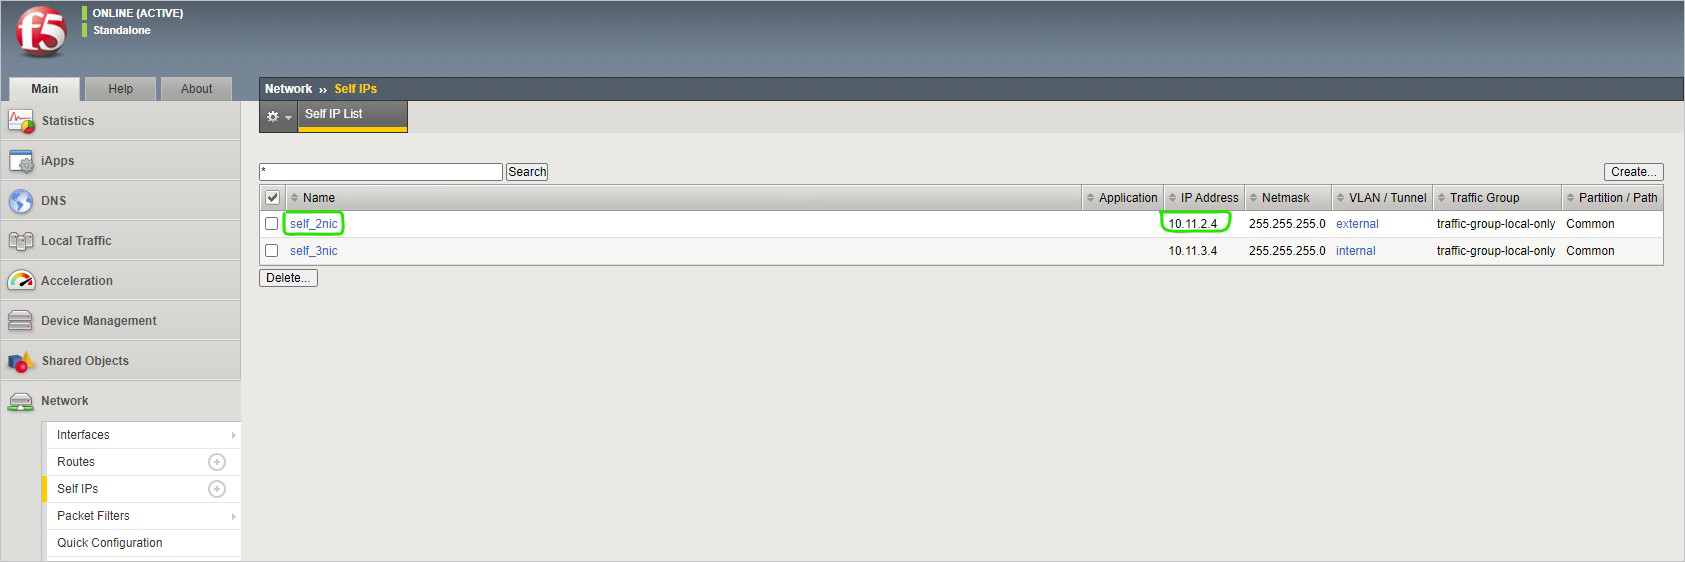 f5
ONLINE (ACTIVE)
Standalone
Main Help About
Network ›› Self IPs
Self IP List
Statistics
iApps
DNS
Local Traffic
Acceleration
Device Management
Shared Objects
Network
Interfaces
Routes
Self IPs
Packet Filters
Quick Configuration
* Search Create...
Name Application IP Address Netmask VLAN / Tunnel Traffic Group Partition / Path
self_2nic 10.11.2.4 255.255.255.0 external traffic-group-local-only Common
self_3nic 10.11.3.4 255.255.255.0 internal traffic-group-local-only Common
Delete...